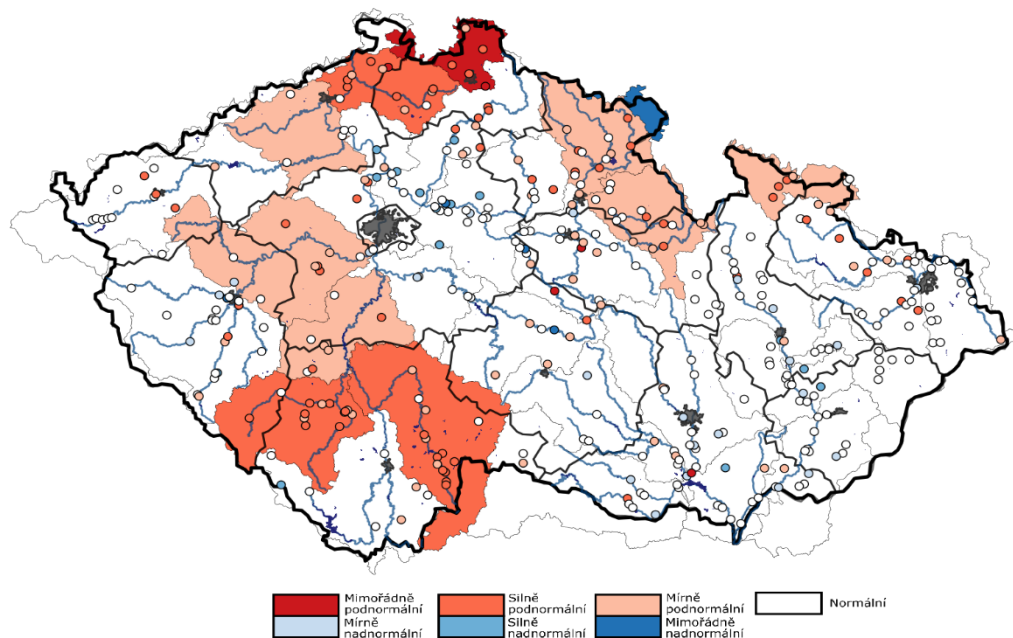 Mimořádně
podnormální
Silně
podnormální
Mírně
podnormální
Normální
Mírně
nadnormální
Silně
nadnormální
Mimořádně
nadnormální